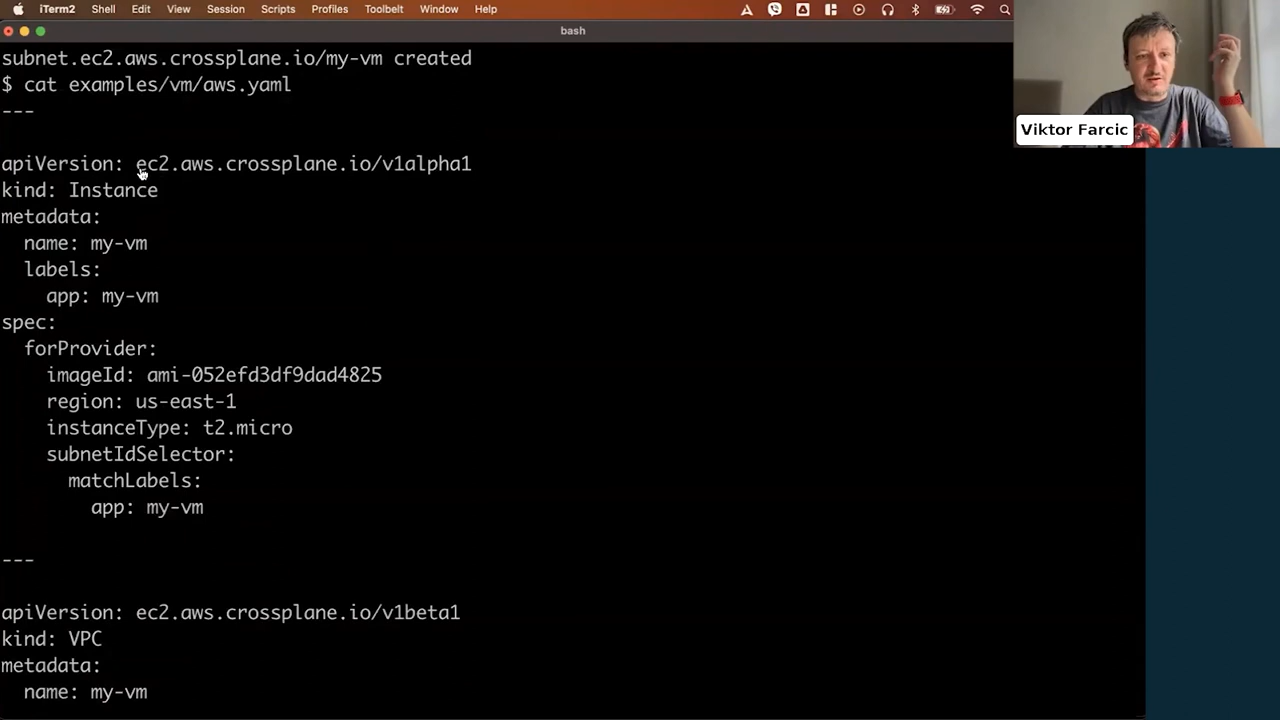 iTerm2 Shell Edit View Session Scripts Profiles Toolbelt Window Help
bash
subnet.ec2.aws.crossplane.io/my-vm created
$ cat examples/vm/aws.yaml
---
apiVersion: ec2.aws.crossplane.io/v1alpha1
kind: Instance
metadata:
  name: my-vm
  labels:
    app: my-vm
spec:
  forProvider:
    imageId: ami-052efd3df9dad4825
    region: us-east-1
    instanceType: t2.micro
    subnetIdSelector:
      matchLabels:
        app: my-vm
---
apiVersion: ec2.aws.crossplane.io/v1beta1
kind: VPC
metadata:
  name: my-vm
Viktor Farcic